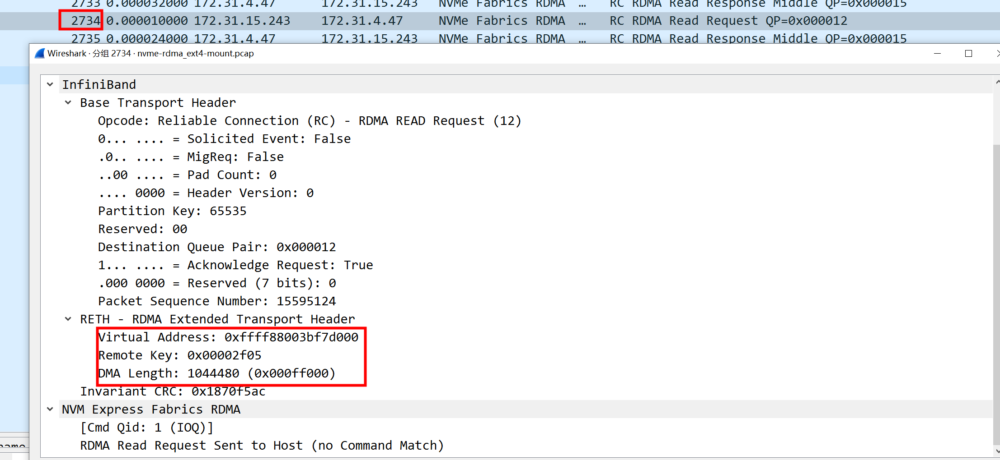 2733 0.000032000 172.31.4.47 172.31.15.243 NVMe Fabrics RDMA … RC RDMA Read Response Middle QP=0x000015
2734 0.000010000 172.31.15.243 172.31.4.47 NVMe Fabrics RDMA … RC RDMA Read Request QP=0x000012
2735 0.000024000 172.31.4.47 172.31.15.243 NVMe Fabrics RDMA … RC RDMA Read Response Middle QP=0x000015
Wireshark · 分组 2734 · nvme-rdma_ext4-mount.pcap
InfiniBand
Base Transport Header
Opcode: Reliable Connection (RC) - RDMA READ Request (12)
0... .... = Solicited Event: False
.0.. .... = MigReq: False
..00 .... = Pad Count: 0
.... 0000 = Header Version: 0
Partition Key: 65535
Reserved: 00
Destination Queue Pair: 0x000012
1... .... = Acknowledge Request: True
.000 0000 = Reserved (7 bits): 0
Packet Sequence Number: 15595124
RETH - RDMA Extended Transport Header
Virtual Address: 0xffff88003bf7d000
Remote Key: 0x00002f05
DMA Length: 1044480 (0x000ff000)
Invariant CRC: 0x1870f5ac
NVM Express Fabrics RDMA
[Cmd Qid: 1 (IOQ)]
RDMA Read Request Sent to Host (no Command Match)